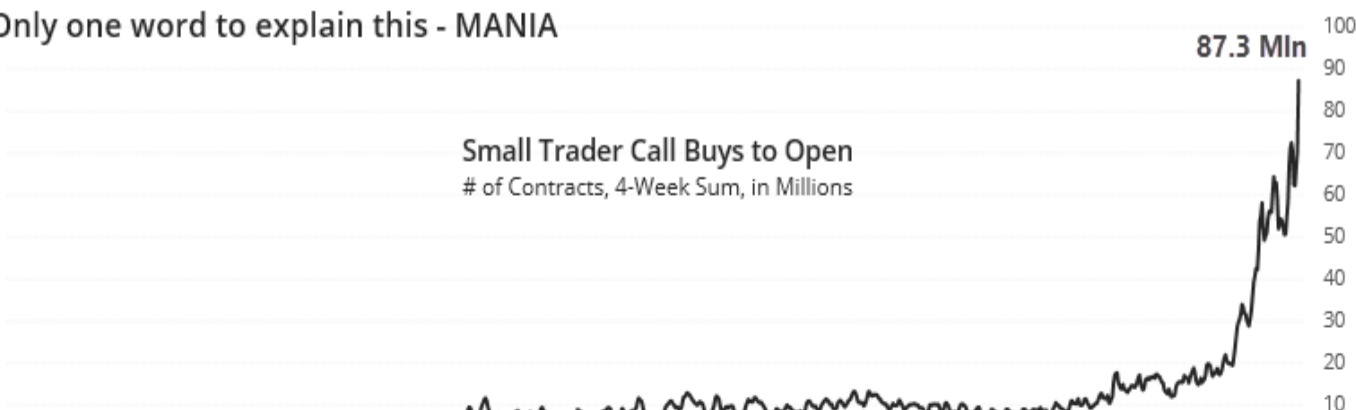 Only one word to explain this - MANIA
87.3 Mln
Small Trader Call Buys to Open
# of Contracts, 4-Week Sum, in Millions
100
90
80
70
60
50
40
30
20
10